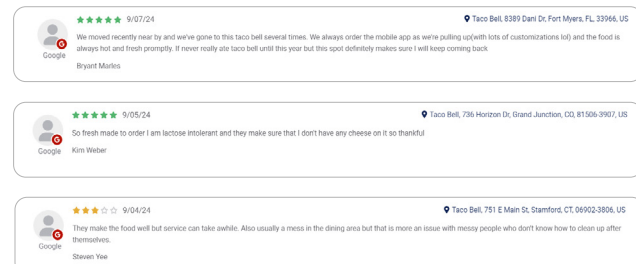 ★★★★★ 9/07/24
Taco Bell, 8389 Dani Dr, Fort Myers, FL, 33966, US
We moved recently near by and we've gone to this taco bell several times. We always order the mobile app as we're pulling up(with lots of customizations lol) and the food is
always hot and fresh promptly. If never really ate taco bell until this year but this spot definitely makes sure I will keep coming back
G
Google
Bryant Marles
★★★★★ 9/05/24
Taco Bell, 736 Horizon Dr, Grand Junction, CO, 81506-3907, US
So fresh made to order I am lactose intolerant and they make sure that I don't have any cheese on it so thankful
G
Google
Kim Weber
★★★☆☆ 9/04/24
Taco Bell, 751 E Main St, Stamford, CT, 06902-3806, US
They make the food well but service can take awhile. Also usually a mess in the dining area but that is more an issue with messy people who don't know how to clean up after
themselves.
G
Google
Steven Yee